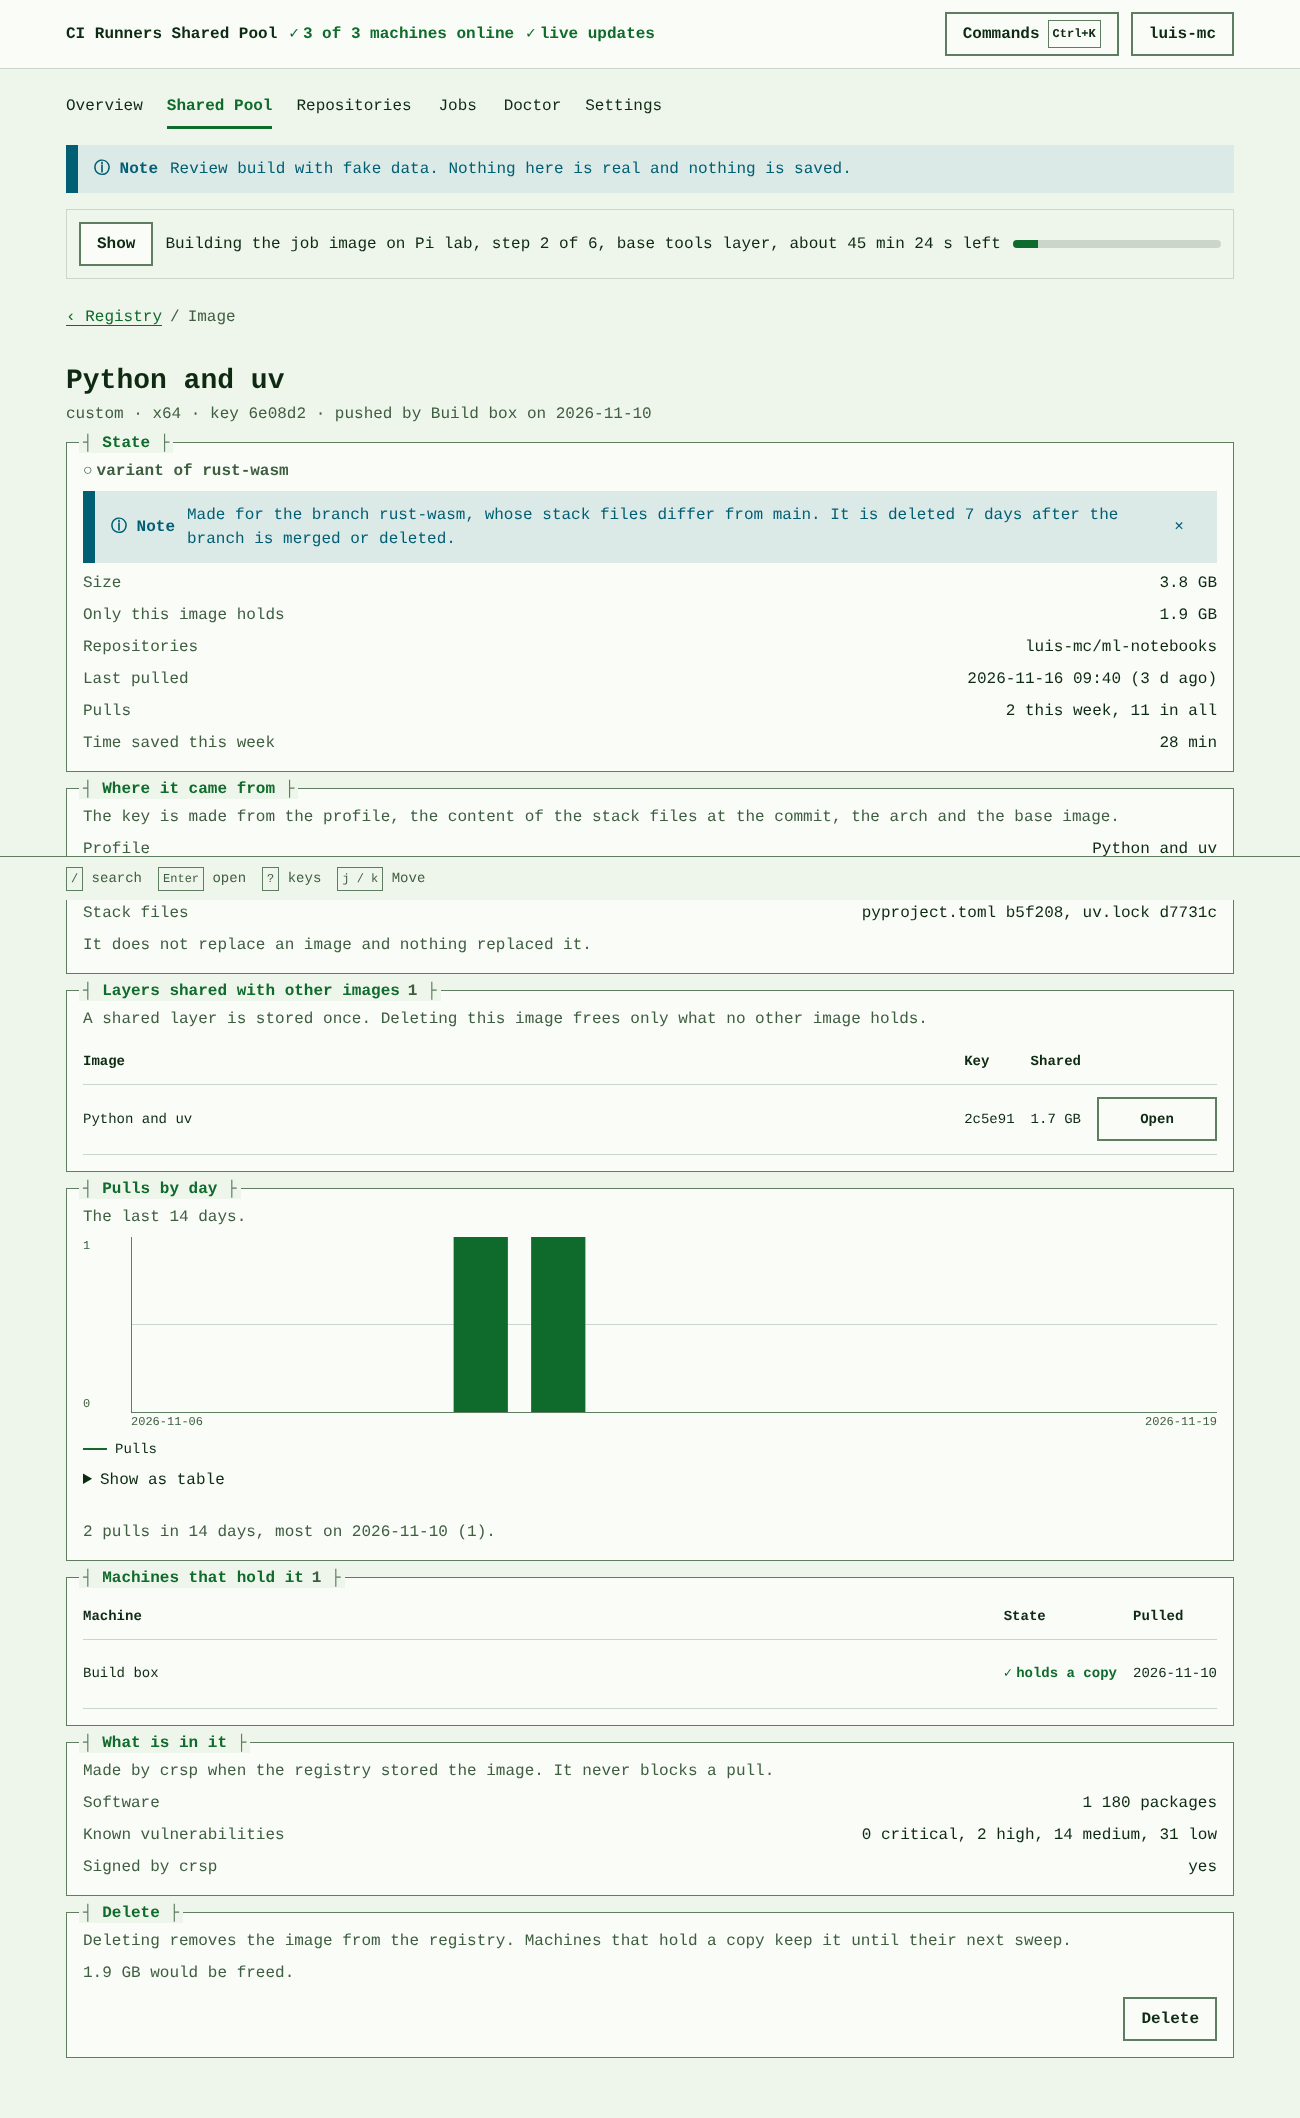 CI Runners Shared Pool ✓ 3 of 3 machines online ✓ live updates Commands Ctrl+K luis-mc
Overview Shared Pool Repositories Jobs Doctor Settings
ⓘ Note Review build with fake data. Nothing here is real and nothing is saved.
Show Building the job image on Pi lab, step 2 of 6, base tools layer, about 45 min 24 s left
‹ Registry / Image
Python and uv
custom · x64 · key 6e08d2 · pushed by Build box on 2026-11-10
State
○ variant of rust-wasm
ⓘ Note Made for the branch rust-wasm, whose stack files differ from main. It is deleted 7 days after the
branch is merged or deleted. ×
Size 3.8 GB
Only this image holds 1.9 GB
Repositories luis-mc/ml-notebooks
Last pulled 2026-11-16 09:40 (3 d ago)
Pulls 2 this week, 11 in all
Time saved this week 28 min
Where it came from
The key is made from the profile, the content of the stack files at the commit, the arch and the base image.
Profile Python and uv
/ search Enter open ? keys j / k Move
Stack files pyproject.toml b5f208, uv.lock d7731c
It does not replace an image and nothing replaced it.
Layers shared with other images 1
A shared layer is stored once. Deleting this image frees only what no other image holds.
Image Key Shared
Python and uv 2c5e91 1.7 GB Open
Pulls by day
The last 14 days.
1
0
2026-11-06 2026-11-19
Pulls
▶ Show as table
2 pulls in 14 days, most on 2026-11-10 (1).
Machines that hold it 1
Machine State Pulled
Build box ✓ holds a copy 2026-11-10
What is in it
Made by crsp when the registry stored the image. It never blocks a pull.
Software 1 180 packages
Known vulnerabilities 0 critical, 2 high, 14 medium, 31 low
Signed by crsp yes
Delete
Deleting removes the image from the registry. Machines that hold a copy keep it until their next sweep.
1.9 GB would be freed.
Delete